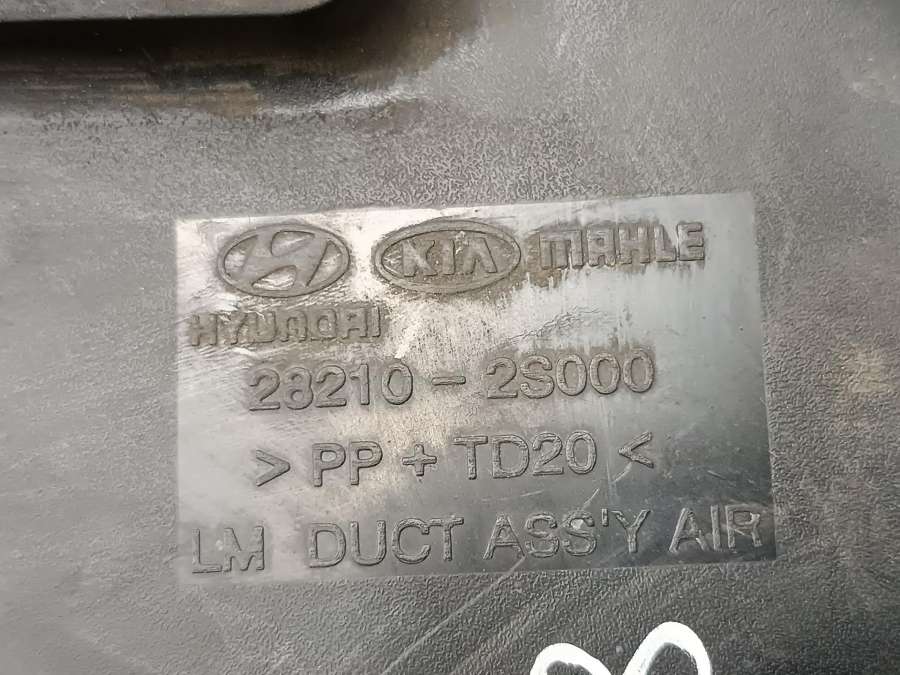 KIA MAHLE
HYUNDAI
28210 - 2S000
> PP + TD20 <
LM DUCT ASS'Y AIR